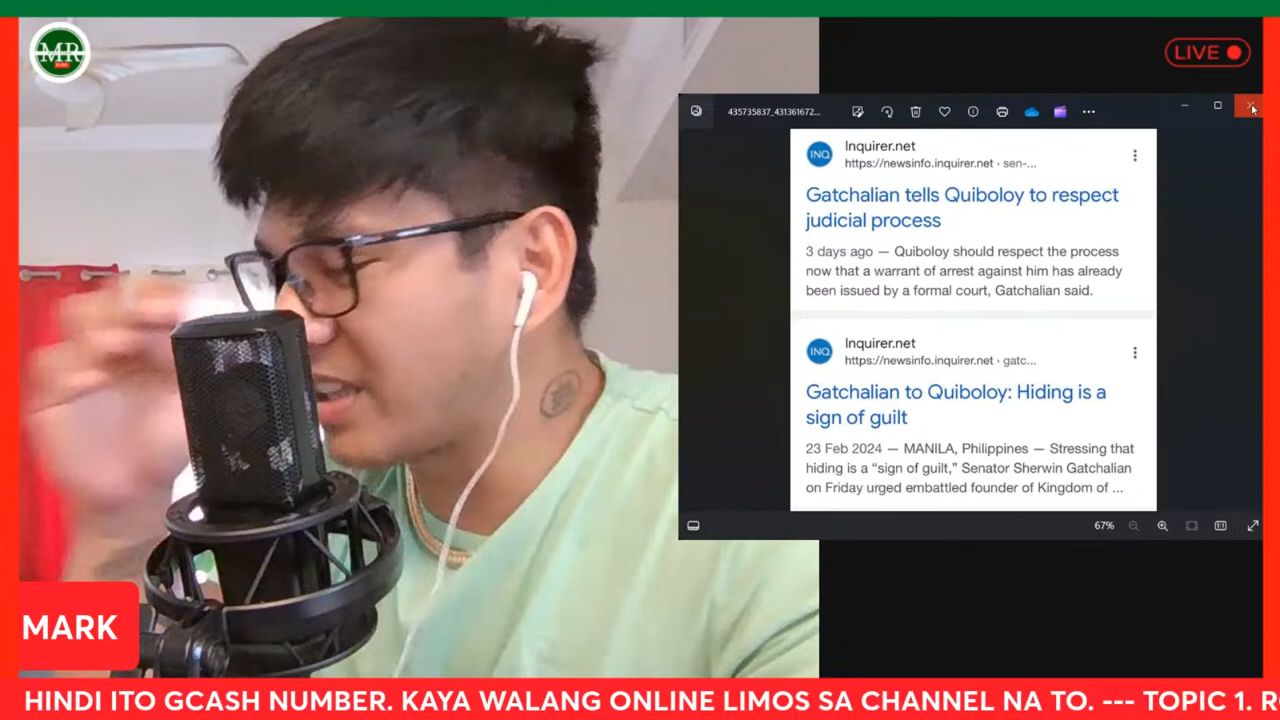 MR
LIVE
435735837_431361672...
INQ
Inquirer.net
https://newsinfo.inquirer.net › sen-...
Gatchalian tells Quiboloy to respect
judicial process
3 days ago — Quiboloy should respect the process
now that a warrant of arrest against him has already
been issued by a formal court, Gatchalian said.
INQ
Inquirer.net
https://newsinfo.inquirer.net › gatc...
Gatchalian to Quiboloy: Hiding is a
sign of guilt
23 Feb 2024 — MANILA, Philippines — Stressing that
hiding is a “sign of guilt,” Senator Sherwin Gatchalian
on Friday urged embattled founder of Kingdom of ...
67%
MARK
HINDI ITO GCASH NUMBER. KAYA WALANG ONLINE LIMOS SA CHANNEL NA TO. --- TOPIC 1. R